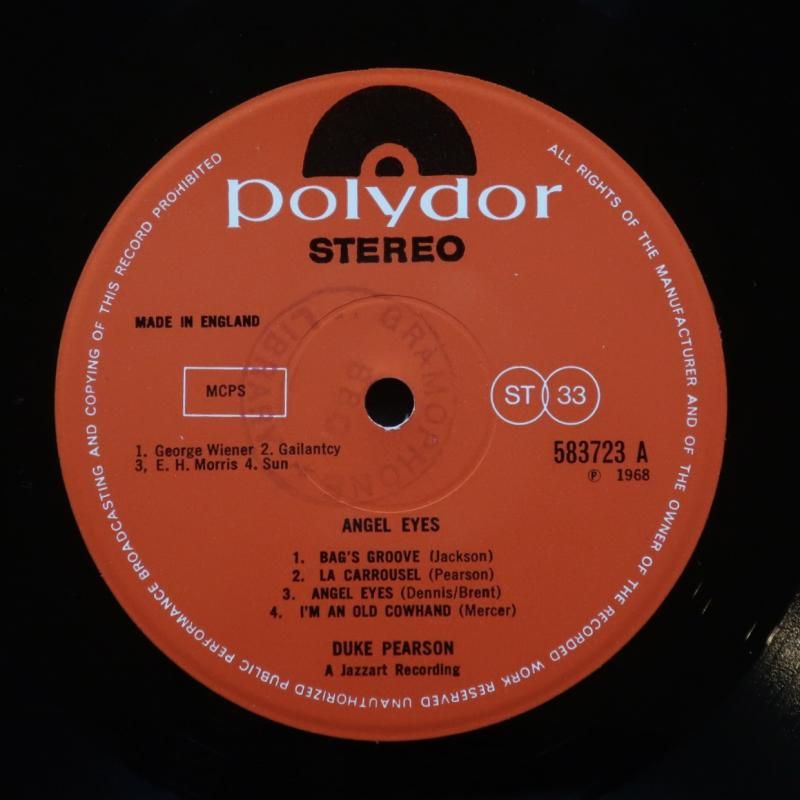 polydor
STEREO
MADE IN ENGLAND
MCPS
ST 33
1. George Wiener 2. Gailantcy
3, E. H. Morris 4. Sun
583723 A
℗ 1968
GRAMOPHONE
LIBRARY
BBC
ANGEL EYES
1. BAG'S GROOVE (Jackson)
2. LA CARROUSEL (Pearson)
3. ANGEL EYES (Dennis/Brent)
4. I'M AN OLD COWHAND (Mercer)
DUKE PEARSON
A Jazzart Recording
ALL RIGHTS OF THE MANUFACTURER AND OF THE OWNER OF THE RECORDED WORK RESERVED UNAUTHORIZED PUBLIC PERFORMANCE BROADCASTING AND COPYING OF THIS RECORD PROHIBITED